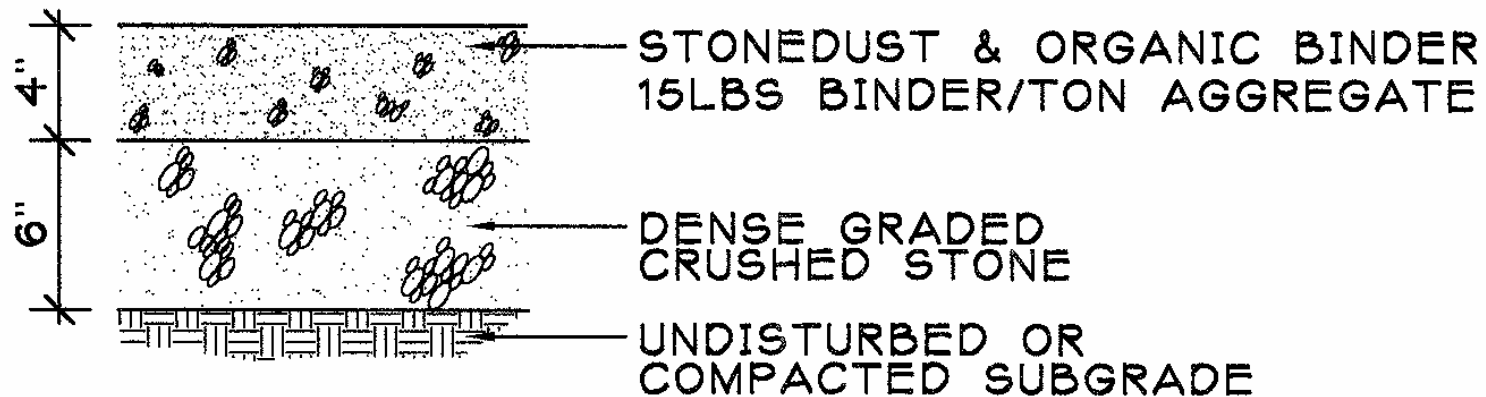 4"
STONEDUST & ORGANIC BINDER
15LBS BINDER/TON AGGREGATE
6"
DENSE GRADED
CRUSHED STONE
UNDISTURBED OR
COMPACTED SUBGRADE